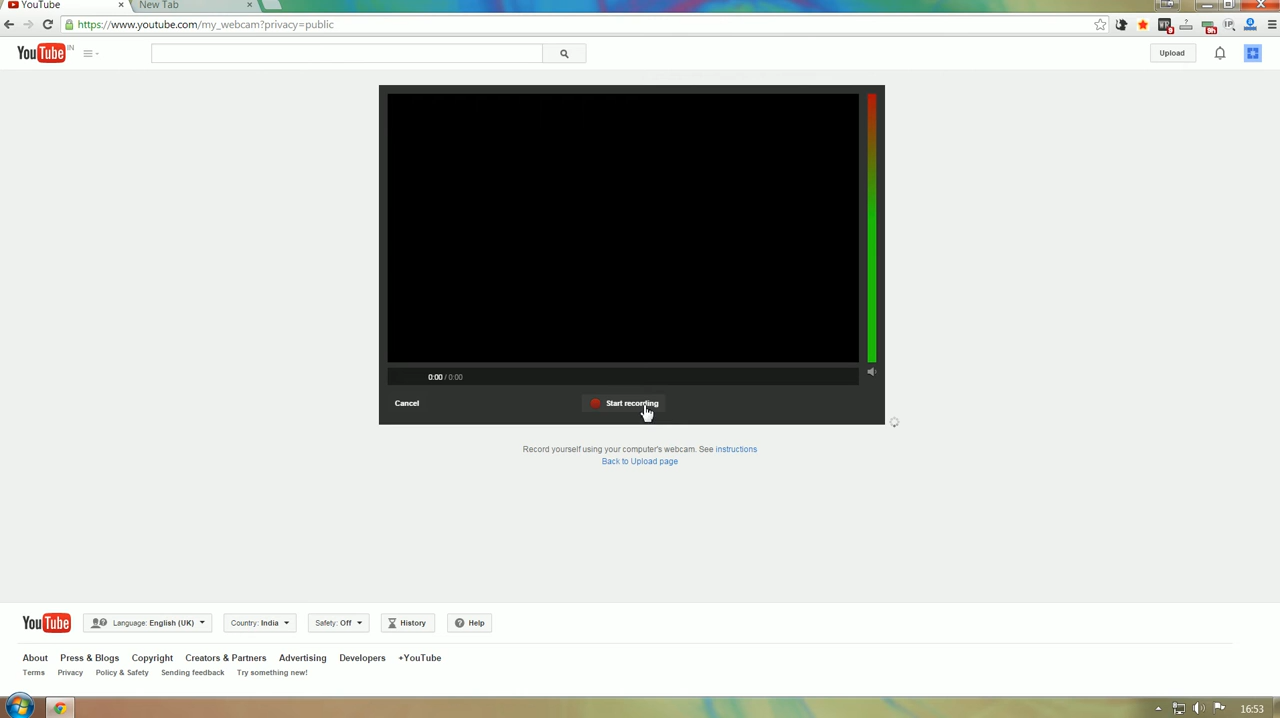 YouTube
New Tab
https://www.youtube.com/my_webcam?privacy=public
YouTube IN
Upload
0:00 / 0:00
Cancel
Start recording
Record yourself using your computer's webcam. See instructions
Back to Upload page
YouTube
Language: English (UK)
Country: India
Safety: Off
History
Help
About
Press & Blogs
Copyright
Creators & Partners
Advertising
Developers
+YouTube
Terms
Privacy
Policy & Safety
Sending feedback
Try something new!
16:53